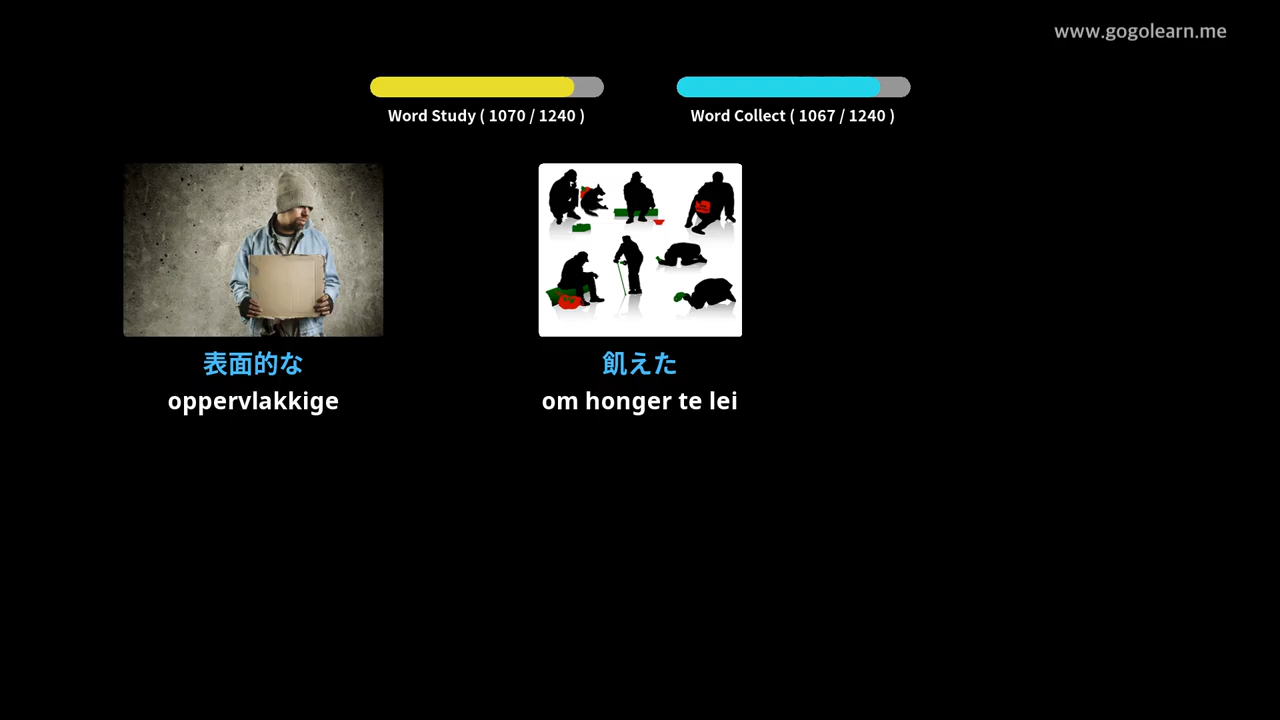 www.gogolearn.me
Word Study ( 1070 / 1240 )
Word Collect ( 1067 / 1240 )
表面的な
oppervlakkige
飢えた
om honger te lei